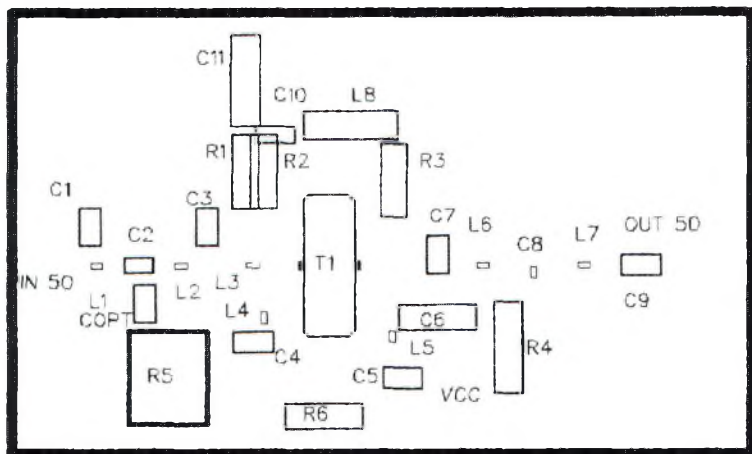 C11
C10 L8
R1 R2 R3
C1 C3
C2 C7 L6 C8 L7 OUT 50
PIN 50 L1 L2 L3 T1 C9
COPT L4 C6
R5 C4 L5 R4
C5 VCC
R6